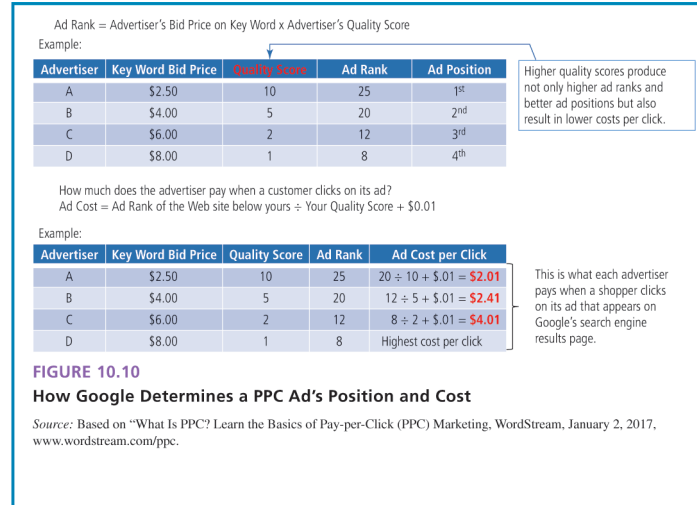 Ad Rank = Advertiser's Bid Price on Key Word x Advertiser's Quality Score
Example:
Advertiser Key Word Bid Price Quality Score Ad Rank Ad Position
A $2.50 10 25 1st
B $4.00 5 20 2nd
C $6.00 2 12 3rd
D $8.00 1 8 4th
Higher quality scores produce
not only higher ad ranks and
better ad positions but also
result in lower costs per click.
How much does the advertiser pay when a customer clicks on its ad?
Ad Cost = Ad Rank of the Web site below yours ÷ Your Quality Score + $0.01
Example:
Advertiser Key Word Bid Price Quality Score Ad Rank Ad Cost per Click
A $2.50 10 25 20 ÷ 10 + $.01 = $2.01
B $4.00 5 20 12 ÷ 5 + $.01 = $2.41
C $6.00 2 12 8 ÷ 2 + $.01 = $4.01
D $8.00 1 8 Highest cost per click
This is what each advertiser
pays when a shopper clicks
on its ad that appears on
Google's search engine
results page.
FIGURE 10.10
How Google Determines a PPC Ad's Position and Cost
Source: Based on "What Is PPC? Learn the Basics of Pay-per-Click (PPC) Marketing, WordStream, January 2, 2017,
www.wordstream.com/ppc.